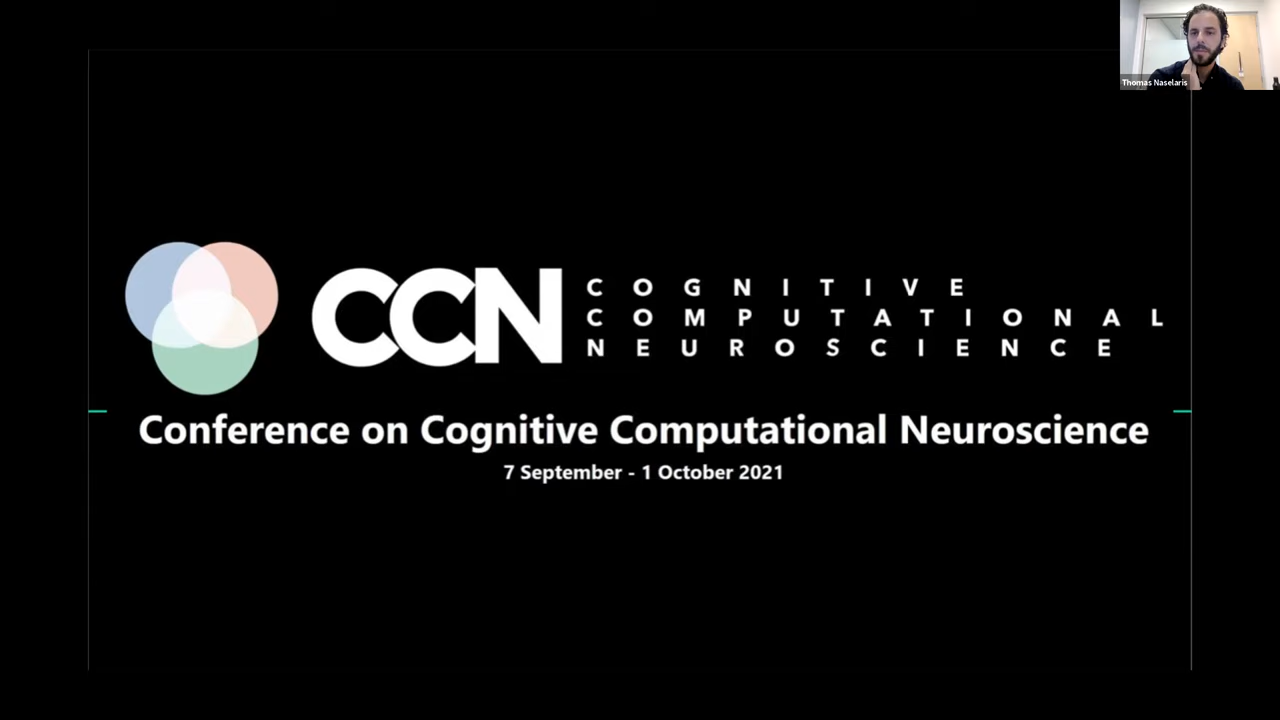 Thomas Naselaris
CCN
COGNITIVE
COMPUTATIONAL
NEUROSCIENCE
Conference on Cognitive Computational Neuroscience
7 September - 1 October 2021